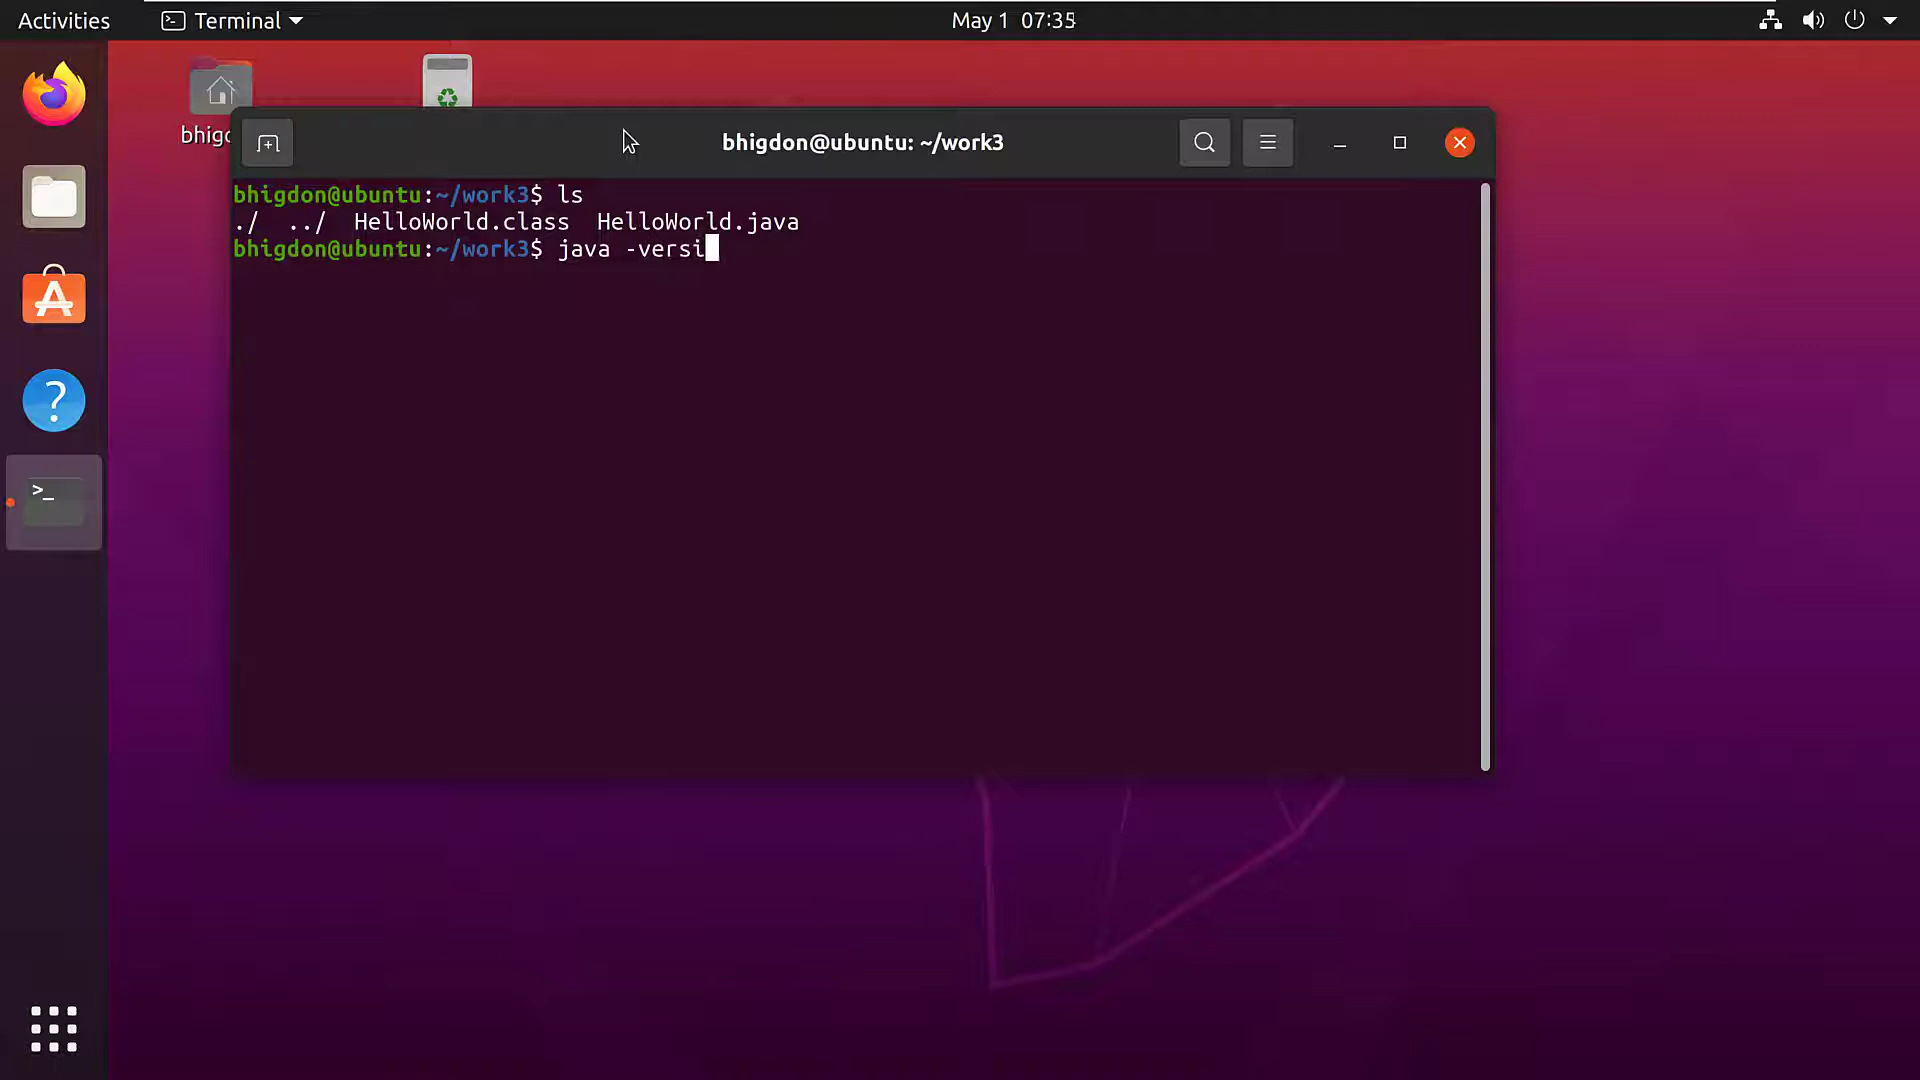 Activities Terminal May 1 07:35
bhigd
bhigdon@ubuntu: ~/work3
bhigdon@ubuntu:~/work3$ ls
./ ../ HelloWorld.class HelloWorld.java
bhigdon@ubuntu:~/work3$ java -versi
>_